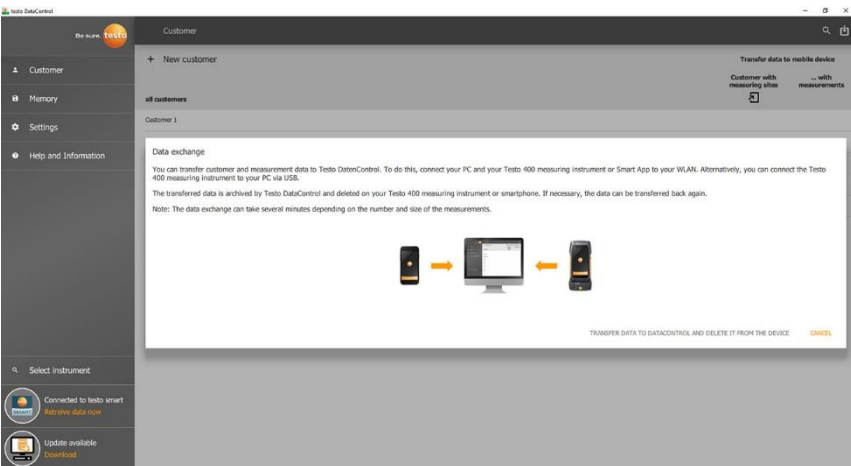 testo DataControl
Be sure. testo
Customer
Memory
Settings
Help and Information
Select instrument
SMART
Connected to testo smart
Retreive data now
Update available
Download
Customer
+ New customer
Transfer data to mobile device
Customer with
measuring sites
... with
measurements
all customers
Customer 1
Data exchange
You can transfer customer and measurement data to Testo DatenControl. To do this, connect your PC and your Testo 400 measuring instrument or Smart App to your WLAN. Alternatively, you can connect the Testo
400 measuring instrument to your PC via USB.
The transferred data is archived by Testo DataControl and deleted on your Testo 400 measuring instrument or smartphone. If necessary, the data can be transferred back again.
Note: The data exchange can take several minutes depending on the number and size of the measurements.
TRANSFER DATA TO DATACONTROL AND DELETE IT FROM THE DEVICE
CANCEL